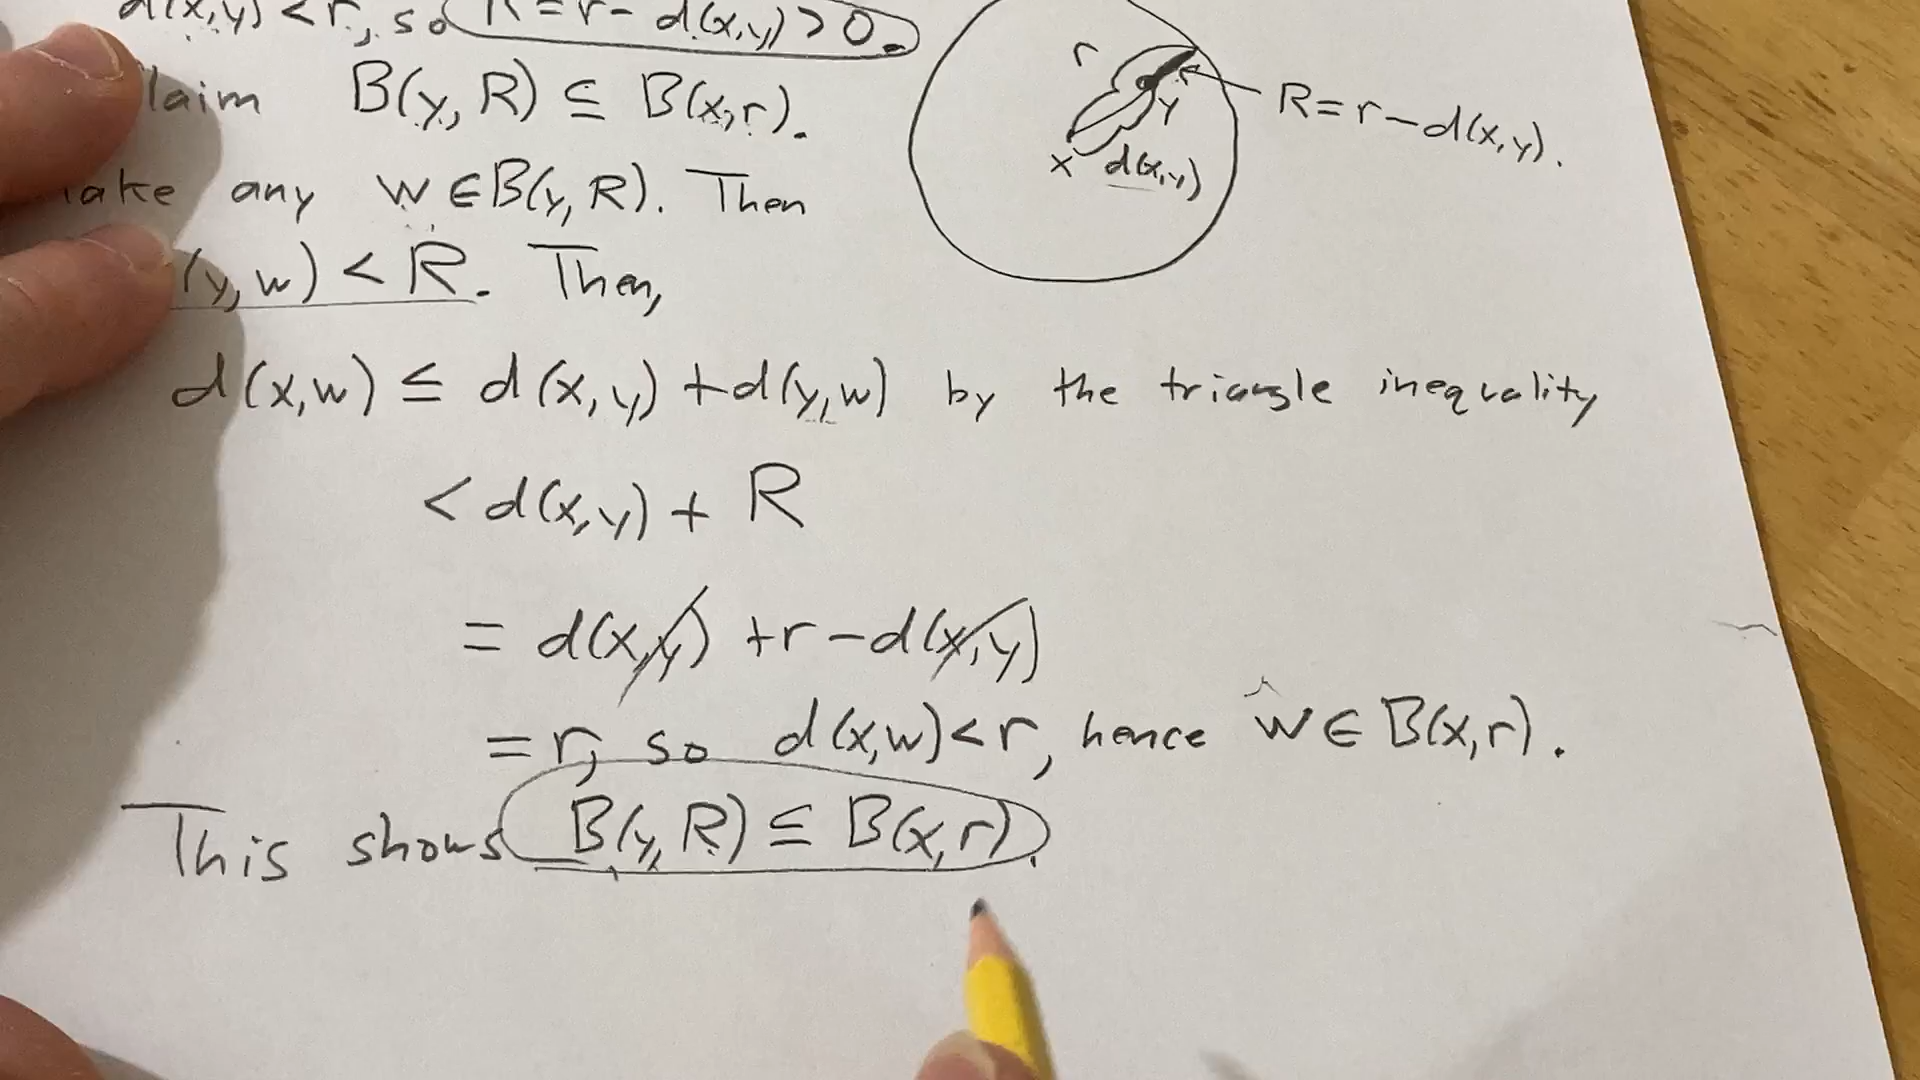 d(x,y) < r, so R = r - d(x,y) > 0.
laim B(y, R) ⊆ B(x,r).
ake any w ∈ B(y, R). Then
(y, w) < R. Then,
d(x,w) ≤ d(x,y) + d(y,w) by the triangle inequality
< d(x,y) + R
= d(x,y) + r - d(x,y)
= r, so d(x,w) < r, hence w ∈ B(x,r).
This shows B(y,R) ⊆ B(x,r).
r
y
x
d(x,y)
R = r - d(x,y).